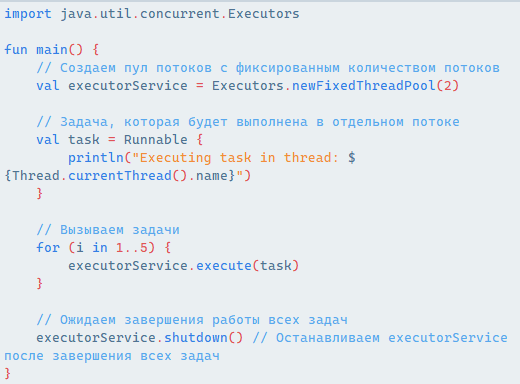 import java.util.concurrent.Executors

fun main() {
    // Создаем пул потоков с фиксированным количеством потоков
    val executorService = Executors.newFixedThreadPool(2)

    // Задача, которая будет выполнена в отдельном потоке
    val task = Runnable {
        println("Executing task in thread: $
{Thread.currentThread().name}")
    }

    // Вызываем задачи
    for (i in 1..5) {
        executorService.execute(task)
    }

    // Ожидаем завершения работы всех задач
    executorService.shutdown() // Останавливаем executorService
после завершения всех задач
}